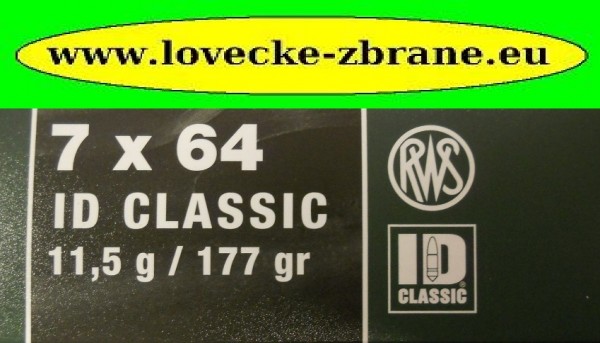 www.lovecke-zbrane.eu
7 x 64
ID CLASSIC
11,5 g / 177 gr
RWS
ID
CLASSIC